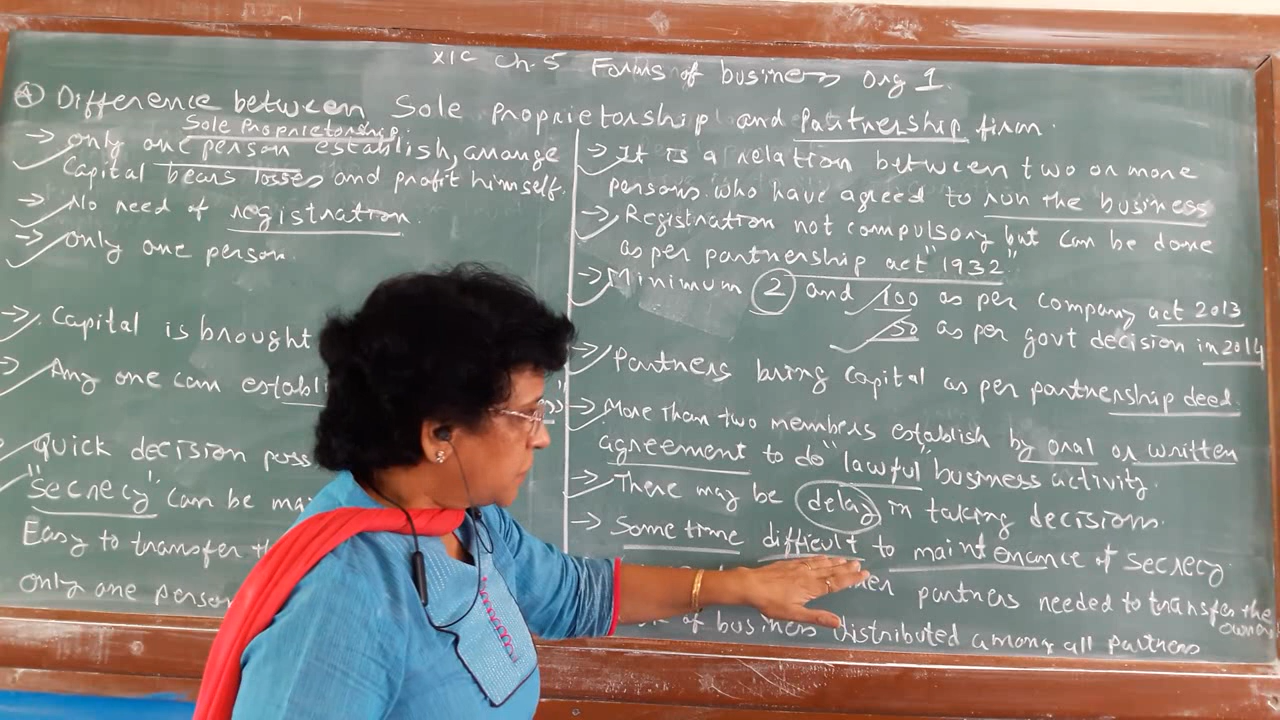 XIC Ch. 5 Forms of business org 1.
A Difference between Sole Proprietorship and Partnership firm.
Sole Proprietorship
→ only one person establish, arrange
Capital bears losses and profit himself.
→ No need of registration.
→ only one person.
→ Capital is brought
→ Any one can establi
Quick decision poss
"Secrecy" can be ma
Easy to transfer th
only one person
→ It is a relation between two or more
persons who have agreed to run the business
→ Registration not compulsory but can be done
as per partnership act "1932"
→ Minimum 2 and 100 as per company act 2013
50 as per govt decision in 2014
→ Partners bring capital as per partnership deed.
→ More than two members establish by oral or written
agreement to do "lawful" business activity.
→ There may be delay in taking decisions.
→ Some time difficult to maintenance of secrecy
partners needed to transfer the
of business distributed among all partners